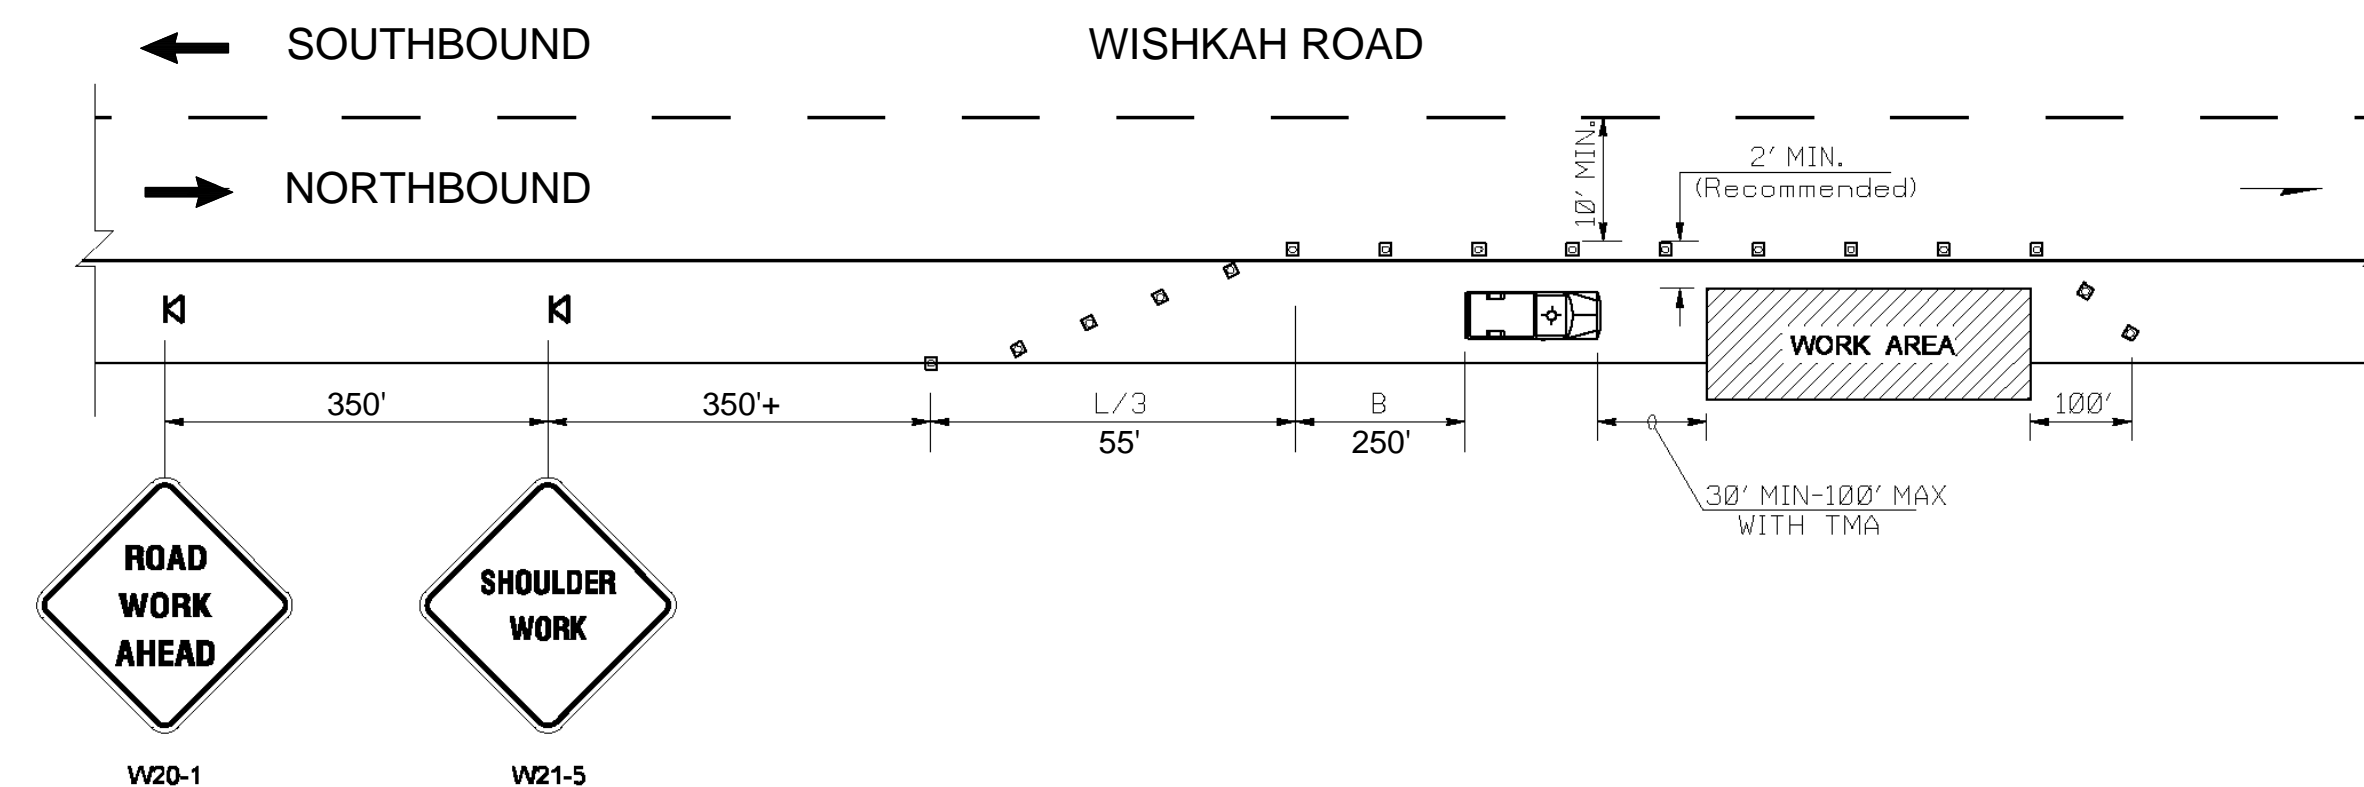 SOUTHBOUND
WISHKAH ROAD
NORTHBOUND
10' MIN.
2' MIN.
(Recommended)
WORK AREA
350'
350'+
L/3
55'
B
250'
100'
30' MIN-100' MAX
WITH TMA
ROAD
WORK
AHEAD
W20-1
SHOULDER
WORK
W21-5